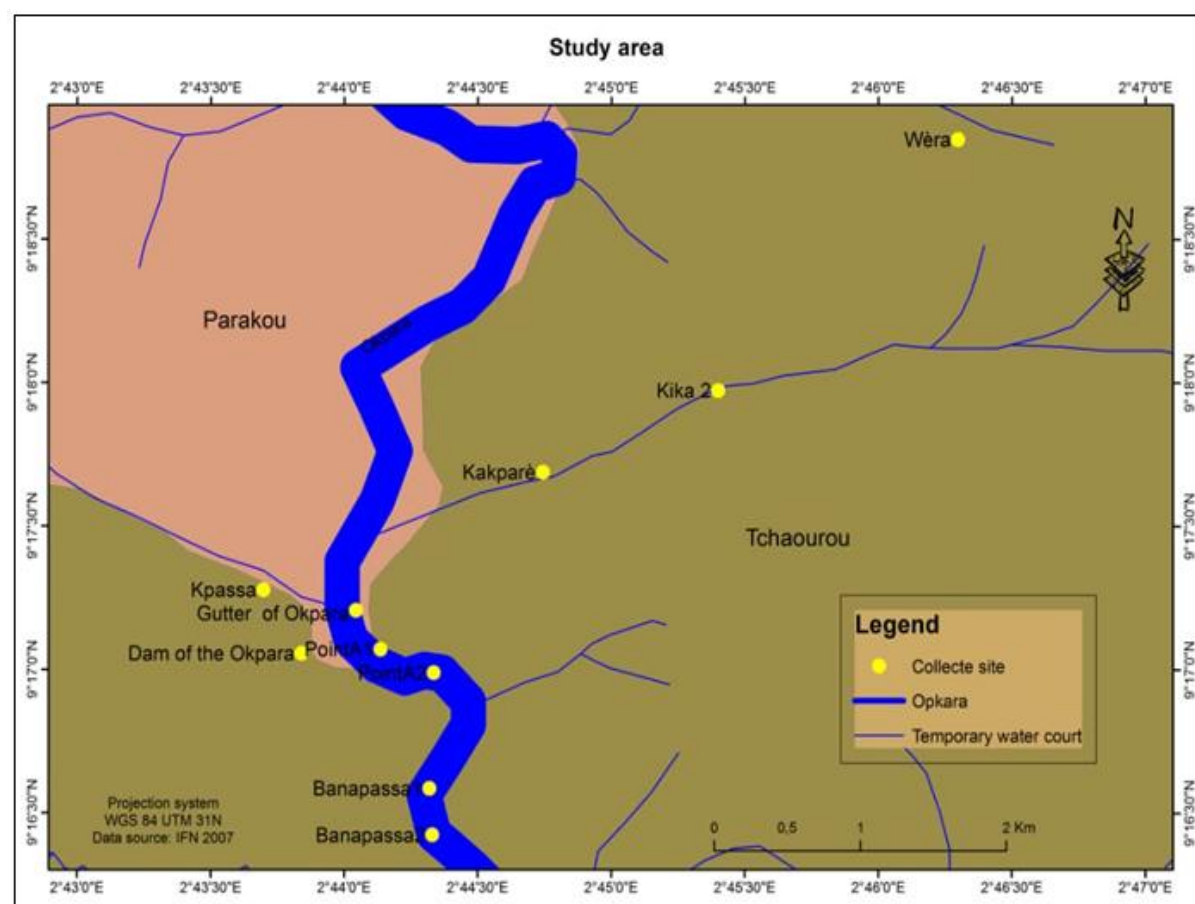 Study area
2°43'0"E 2°43'30"E 2°44'0"E 2°44'30"E 2°45'0"E 2°45'30"E 2°46'0"E 2°46'30"E 2°47'0"E
Wèra
N
9°18'30"N 9°18'30"N
Parakou
Okpara
9°18'0"N 9°18'0"N
Kika 2
Kakparè
9°17'30"N 9°17'30"N
Tchaourou
Kpassa
Gutter of Okpara
Dam of the Okpara
PointA1
PointA2
9°17'0"N 9°17'0"N
Legend
Collecte site
Opkara
Temporary water court
Banapassa
Banapassa
9°16'30"N 9°16'30"N
Projection system
WGS 84 UTM 31N
Data source: IFN 2007
0 0,5 1 2 Km
2°43'0"E 2°43'30"E 2°44'0"E 2°44'30"E 2°45'0"E 2°45'30"E 2°46'0"E 2°46'30"E 2°47'0"E